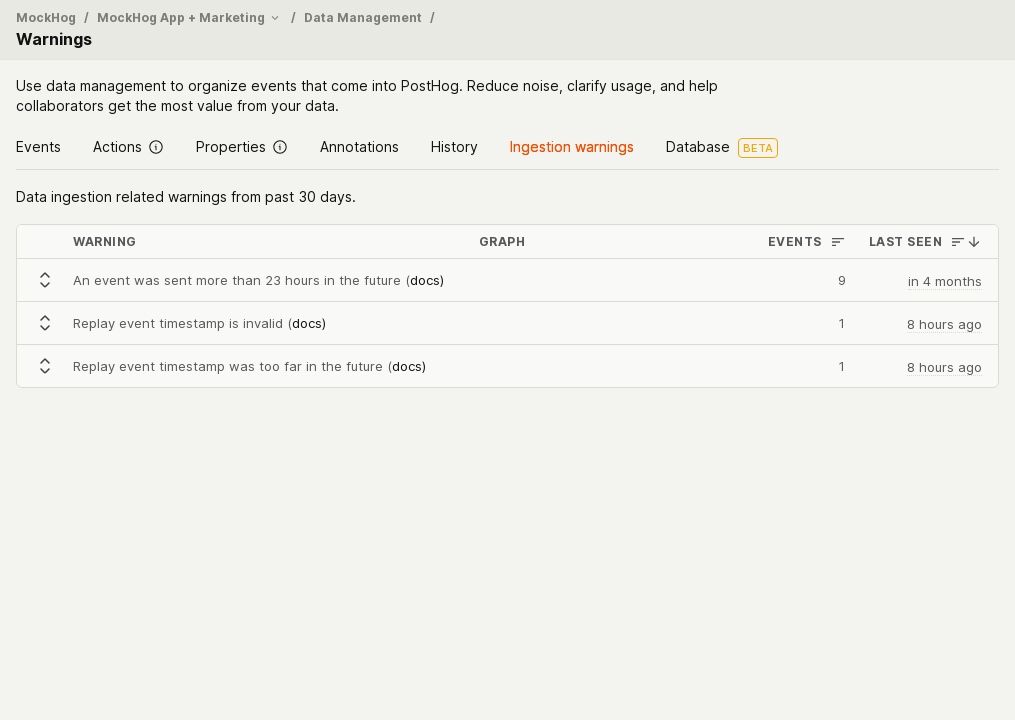 MockHog / MockHog App + Marketing / Data Management /
Warnings
Use data management to organize events that come into PostHog. Reduce noise, clarify usage, and help
collaborators get the most value from your data.
Events Actions Properties Annotations History Ingestion warnings Database BETA
Data ingestion related warnings from past 30 days.
WARNING GRAPH EVENTS LAST SEEN
An event was sent more than 23 hours in the future (docs) 9 in 4 months
Replay event timestamp is invalid (docs) 1 8 hours ago
Replay event timestamp was too far in the future (docs) 1 8 hours ago